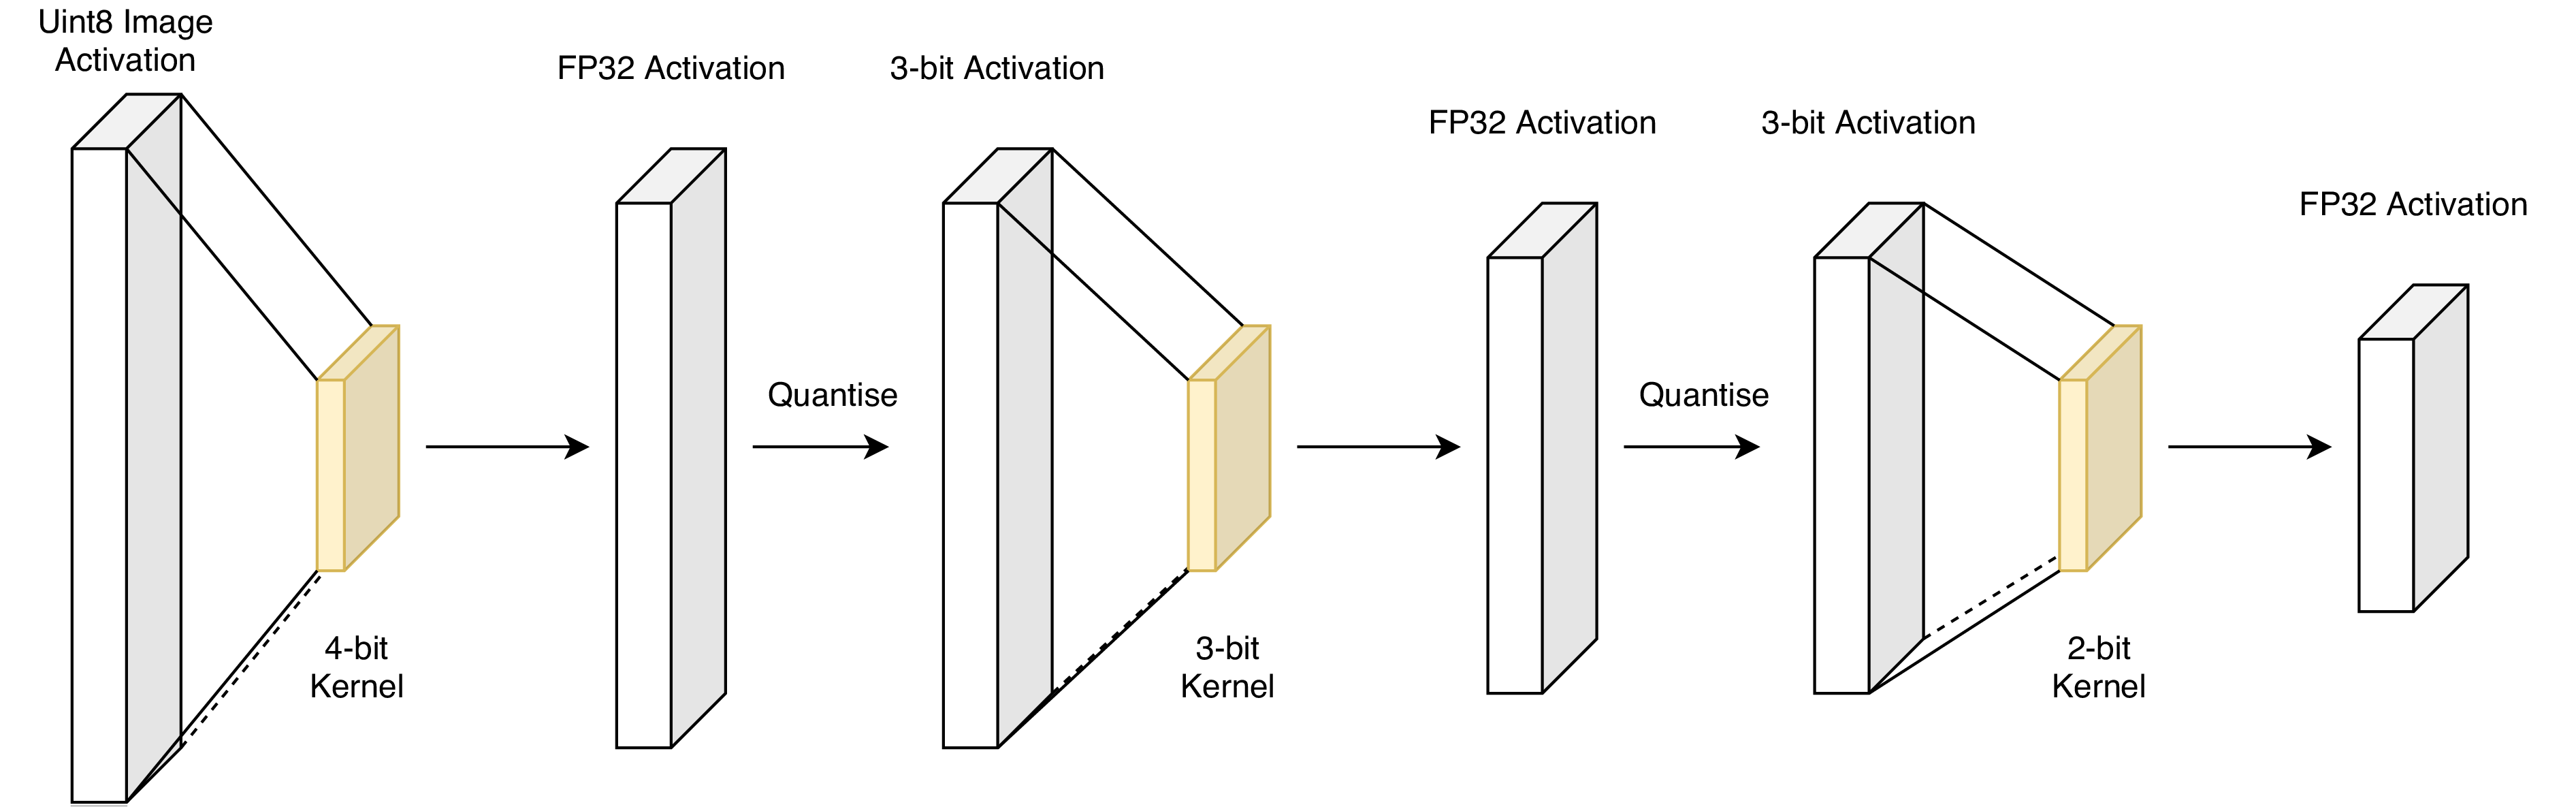 Uint8 Image
Activation
FP32 Activation
3-bit Activation
FP32 Activation
3-bit Activation
FP32 Activation
Quantise
Quantise
4-bit
Kernel
3-bit
Kernel
2-bit
Kernel